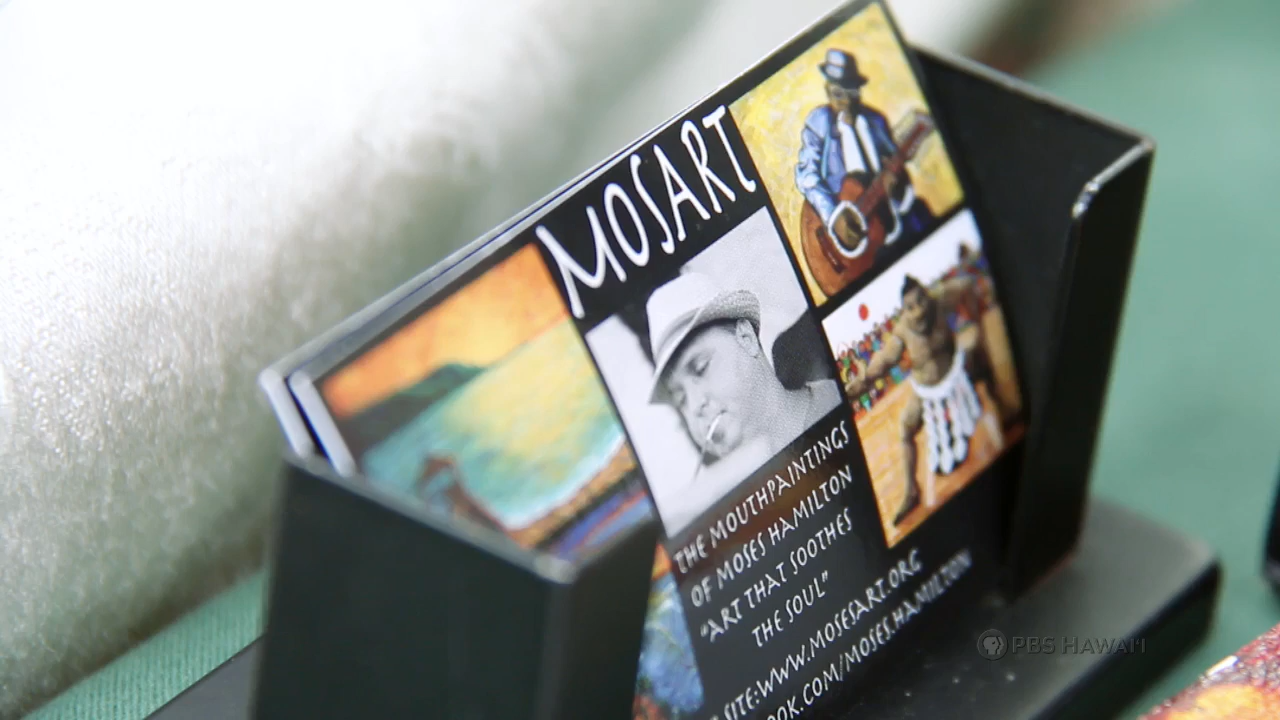 MOSART
THE MOUTHPAINTINGS
OF MOSES HAMILTON
"ART THAT SOOTHES
THE SOUL"
SITE:WWW.MOSESART.ORG
OOK.COM/MOSES.HAMILTON
PBS HAWAI'I